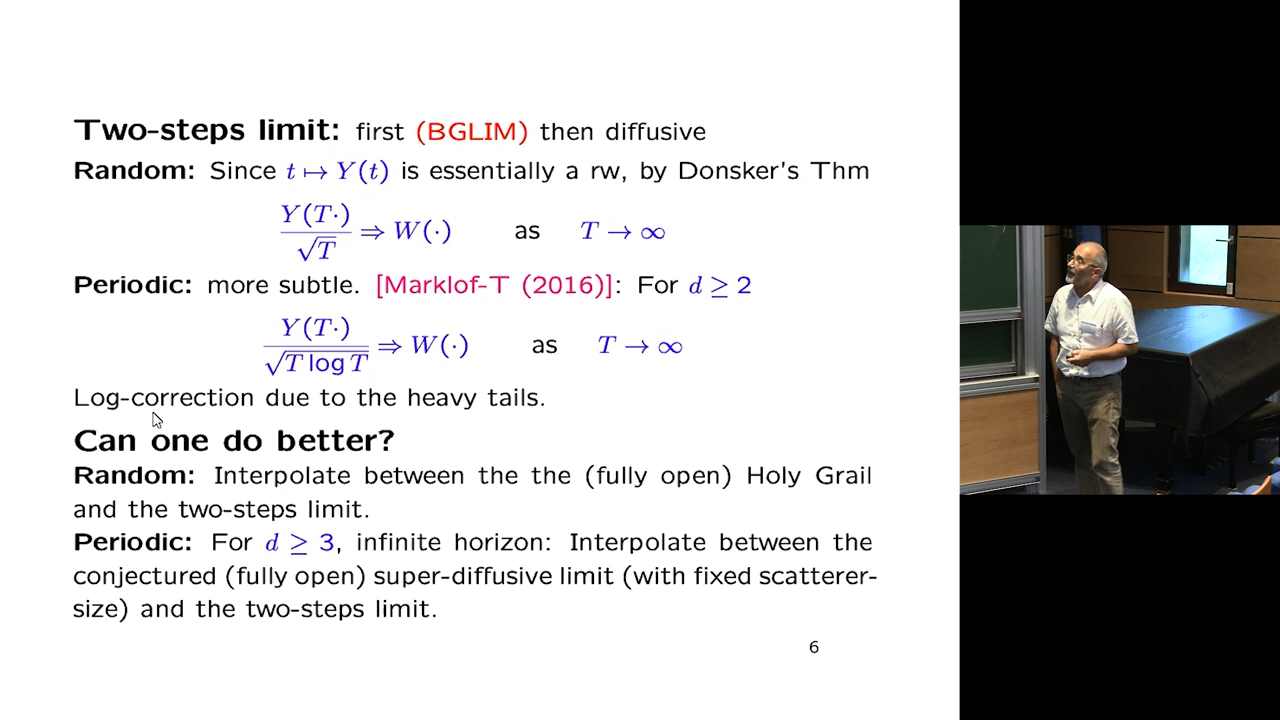 Two-steps limit: first (BGLIM) then diffusive
Random: Since t ↦ Y(t) is essentially a rw, by Donsker's Thm
Y(T·)/√T ⇒ W(·) as T → ∞
Periodic: more subtle. [Marklof-T (2016)]: For d ≥ 2
Y(T·)/√(T log T) ⇒ W(·) as T → ∞
Log-correction due to the heavy tails.
Can one do better?
Random: Interpolate between the the (fully open) Holy Grail
and the two-steps limit.
Periodic: For d ≥ 3, infinite horizon: Interpolate between the
conjectured (fully open) super-diffusive limit (with fixed scatterer-
size) and the two-steps limit.
6